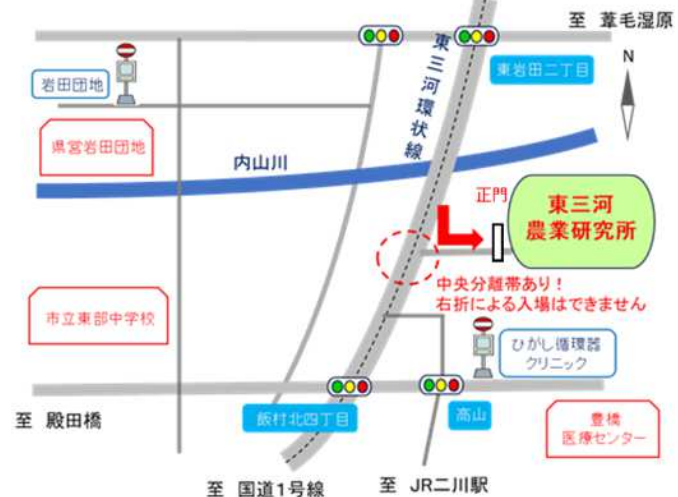 至 葦毛湿原
東三河環状線
東岩田二丁目
N
岩田団地
県営岩田団地
内山川
正門
東三河
農業研究所
中央分離帯あり！
右折による入場はできません
市立東部中学校
ひがし循環器
クリニック
至 殿田橋
飯村北四丁目
高山
豊橋
医療センター
至 国道1号線
至 JR二川駅